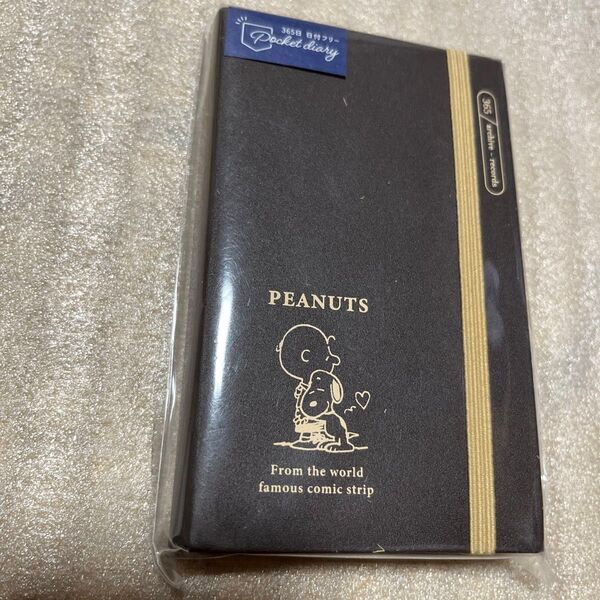 365日 日付フリー
Pocket diary
365 / archive - records
PEANUTS
From the world
famous comic strip